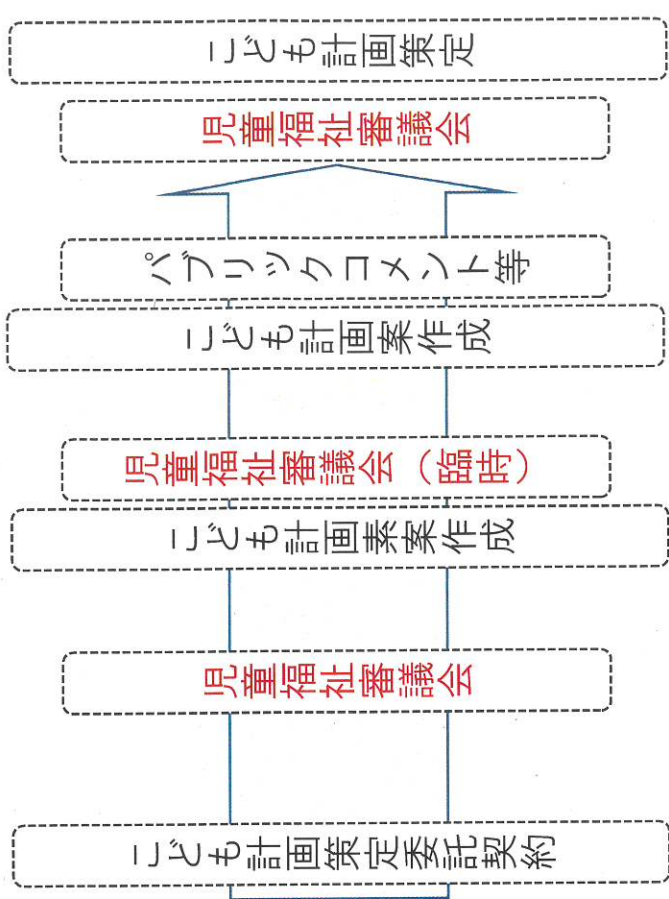 こども計画策定委託契約
児童福祉審議会
こども計画素案作成
児童福祉審議会（臨時）
こども計画案作成
パブリックコメント等
児童福祉審議会
こども計画策定